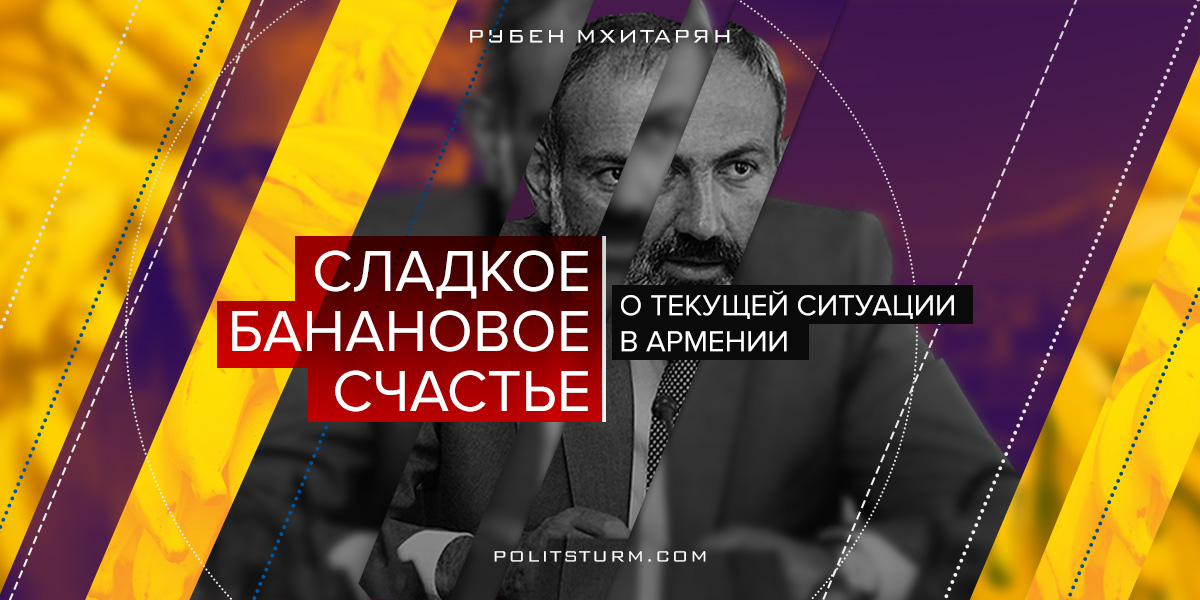 РУБЕН МХИТАРЯН
СЛАДКОЕ
БАНАНОВОЕ
СЧАСТЬЕ
О ТЕКУЩЕЙ СИТУАЦИИ
В АРМЕНИИ
POLITSTURM.COM